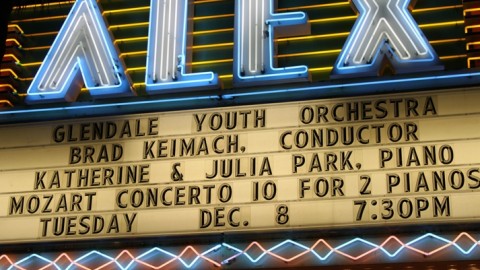 ALEX
GLENDALE YOUTH ORCHESTRA
BRAD KEIMACH, CONDUCTOR
KATHERINE & JULIA PARK, PIANO
MOZART CONCERTO 10 FOR 2 PIANOS
TUESDAY DEC. 8 7:30PM